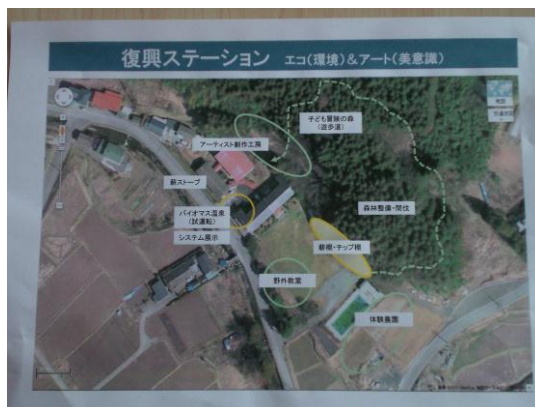 復興ステーション エコ(環境)&アート(美意識)
子ども冒険の森
(遊歩道)
アーティスト創作工房
薪ストーブ
森林整備・間伐
バイオマス温泉
(試運転)
システム展示
薪棚・チップ棚
野外教室
体験農園